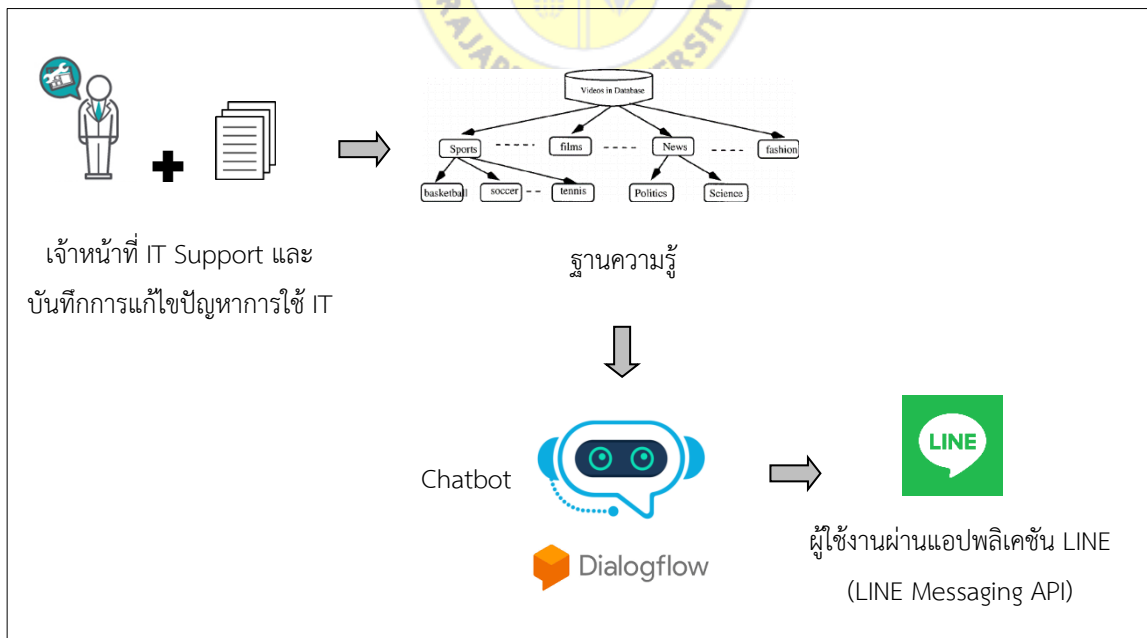 RAJAB
ERSITY
Videos in Database
Sports
films
News
fashion
basketball
soccer
tennis
Politics
Science
เจ้าหน้าที่ IT Support และ
บันทึกการแก้ไขปัญหาการใช้ IT
ฐานความรู้
Chatbot
LINE
Dialogflow
ผู้ใช้งานผ่านแอปพลิเคชัน LINE
(LINE Messaging API)